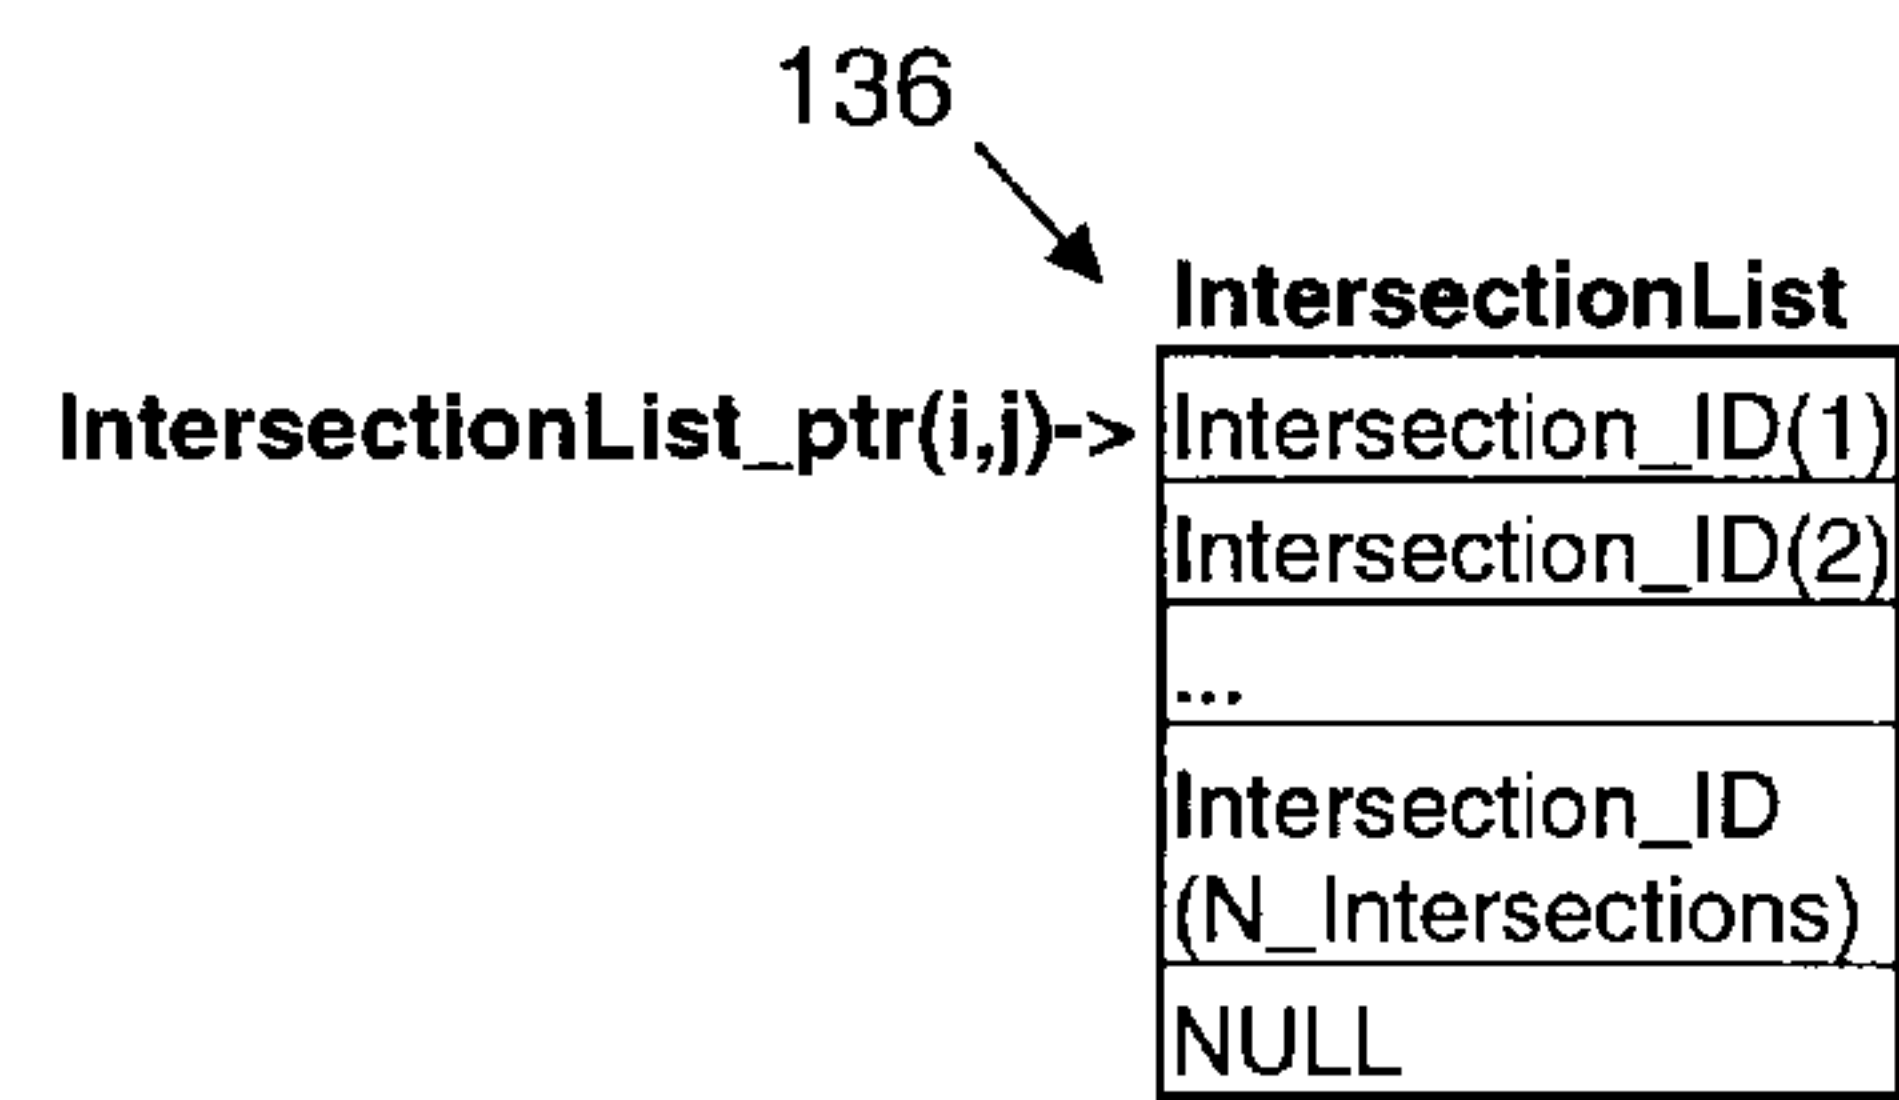 136
IntersectionList
IntersectionList_ptr(i,j)-> Intersection_ID(1)
Intersection_ID(2)
...
Intersection_ID
(N_Intersections)
NULL